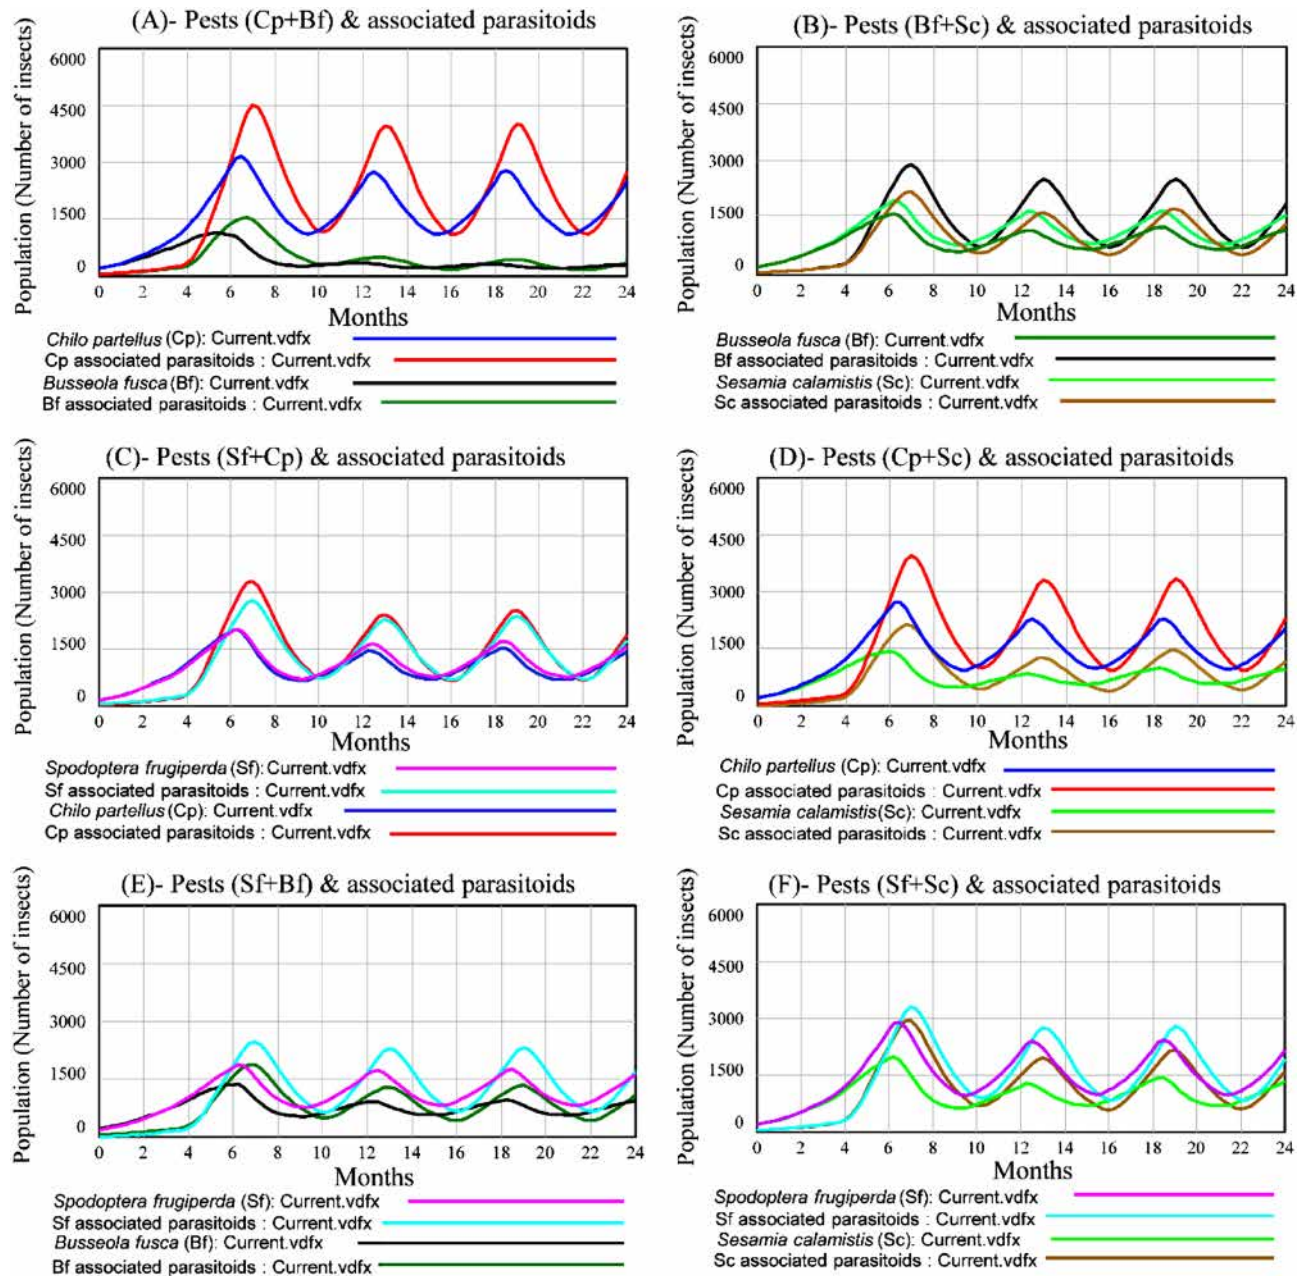 (A)- Pests (Cp+Bf) & associated parasitoids
Population (Number of insects)
6000
4500
3000
1500
0
0 2 4 6 8 10 12 14 16 18 20 22 24
Months
Chilo partellus (Cp): Current.vdfx
Cp associated parasitoids : Current.vdfx
Busseola fusca (Bf): Current.vdfx
Bf associated parasitoids : Current.vdfx
(B)- Pests (Bf+Sc) & associated parasitoids
Population (Number of insects)
6000
4500
3000
1500
0
0 2 4 6 8 10 12 14 16 18 20 22 24
Months
Busseola fusca (Bf): Current.vdfx
Bf associated parasitoids : Current.vdfx
Sesamia calamistis (Sc): Current.vdfx
Sc associated parasitoids : Current.vdfx
(C)- Pests (Sf+Cp) & associated parasitoids
Population (Number of insects)
6000
4500
3000
1500
0
0 2 4 6 8 10 12 14 16 18 20 22 24
Months
Spodoptera frugiperda (Sf): Current.vdfx
Sf associated parasitoids : Current.vdfx
Chilo partellus (Cp): Current.vdfx
Cp associated parasitoids : Current.vdfx
(D)- Pests (Cp+Sc) & associated parasitoids
Population (Number of insects)
6000
4500
3000
1500
0
0 2 4 6 8 10 12 14 16 18 20 22 24
Months
Chilo partellus (Cp): Current.vdfx
Cp associated parasitoids : Current.vdfx
Sesamia calamistis(Sc): Current.vdfx
Sc associated parasitoids : Current.vdfx
(E)- Pests (Sf+Bf) & associated parasitoids
Population (Number of insects)
6000
4500
3000
1500
0
0 2 4 6 8 10 12 14 16 18 20 22 24
Months
Spodoptera frugiperda (Sf): Current.vdfx
Sf associated parasitoids : Current.vdfx
Busseola fusca (Bf): Current.vdfx
Bf associated parasitoids : Current.vdfx
(F)- Pests (Sf+Sc) & associated parasitoids
Population (Number of insects)
6000
4500
3000
1500
0
0 2 4 6 8 10 12 14 16 18 20 22 24
Months
Spodoptera frugiperda (Sf): Current.vdfx
Sf associated parasitoids : Current.vdfx
Sesamia calamistis (Sc): Current.vdfx
Sc associated parasitoids : Current.vdfx